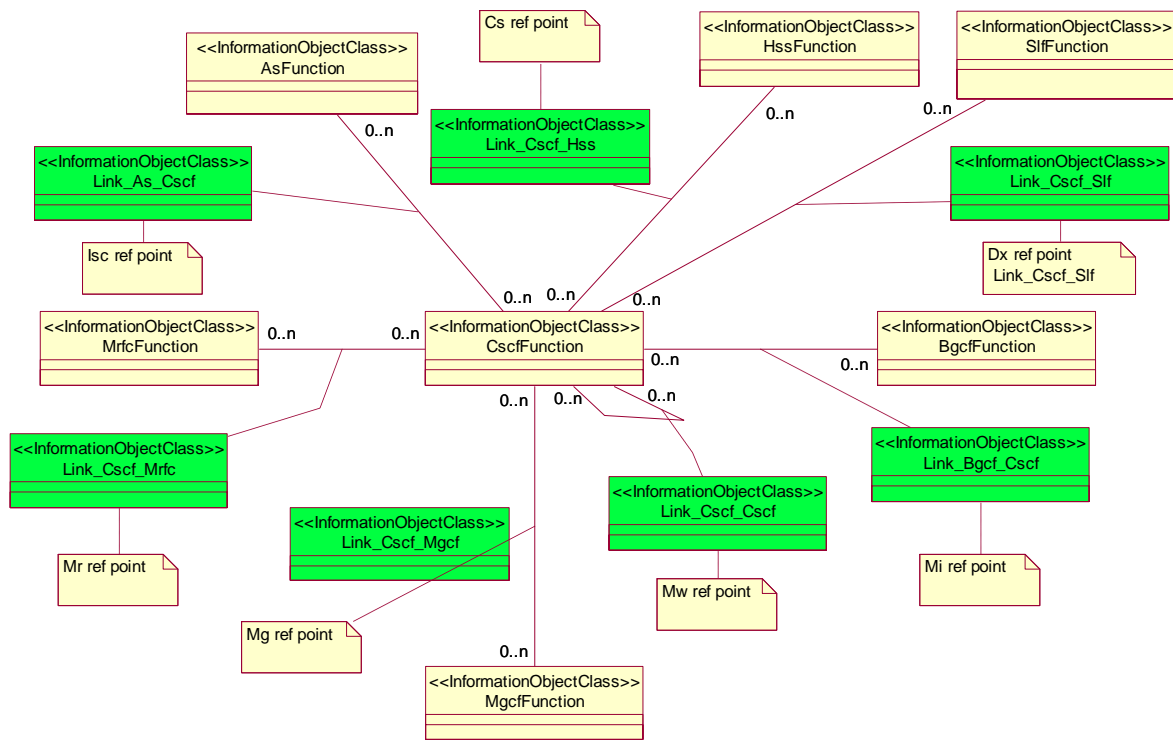 Cs ref point
<<InformationObjectClass>>
AsFunction
<<InformationObjectClass>>
HssFunction
<<InformationObjectClass>>
SlfFunction
0..n
0..n
0..n
<<InformationObjectClass>>
Link_Cscf_Hss
<<InformationObjectClass>>
Link_As_Cscf
<<InformationObjectClass>>
Link_Cscf_Slf
Isc ref point
Dx ref point
Link_Cscf_Slf
0..n
0..n
0..n
<<InformationObjectClass>>
MrfcFunction
0..n
0..n
<<InformationObjectClass>>
CscfFunction
0..n
0..n
<<InformationObjectClass>>
BgcfFunction
0..n
0..n
0..n
<<InformationObjectClass>>
Link_Cscf_Mrfc
<<InformationObjectClass>>
Link_Bgcf_Cscf
<<InformationObjectClass>>
Link_Cscf_Cscf
<<InformationObjectClass>>
Link_Cscf_Mgcf
Mr ref point
Mi ref point
Mw ref point
Mg ref point
0..n
<<InformationObjectClass>>
MgcfFunction